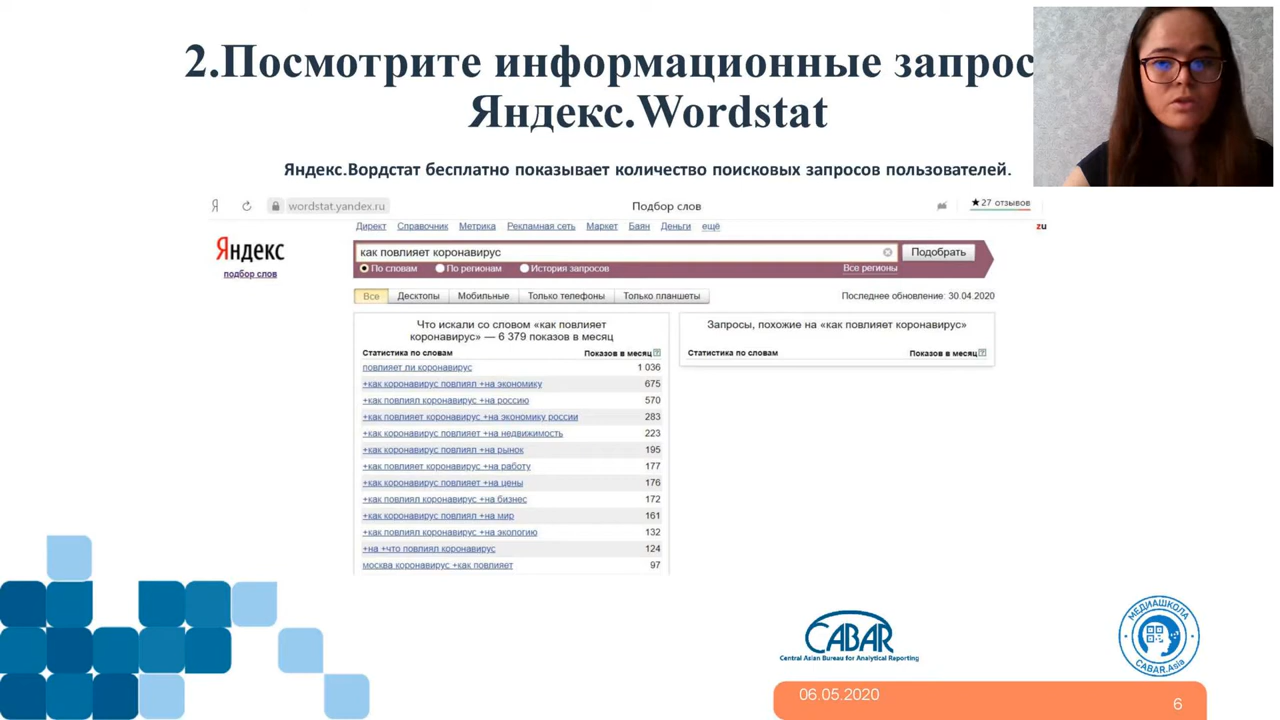 2.Посмотрите информационные запрос
Яндекс.Wordstat
Яндекс.Вордстат бесплатно показывает количество поисковых запросов пользователей.
Я wordstat.yandex.ru Подбор слов ★ 27 отзывов
Директ Справочник Метрика Рекламная сеть Маркет Баян Деньги ещё zu
Яндекс
подбор слов
как повлияет коронавирус Подобрать
По словам По регионам История запросов Все регионы
Все Десктопы Мобильные Только телефоны Только планшеты Последнее обновление: 30.04.2020
Что искали со словом «как повлияет
коронавирус» — 6 379 показов в месяц
Статистика по словам Показов в месяц ?
повлияет ли коронавирус 1 036
+как коронавирус повлиял +на экономику 675
+как повлиял коронавирус +на россию 570
+как повлияет коронавирус +на экономику россии 283
+как коронавирус повлияет +на недвижимость 223
+как коронавирус повлиял +на рынок 195
+как повлияет коронавирус +на работу 177
+как коронавирус повлияет +на цены 176
+как повлиял коронавирус +на бизнес 172
+как коронавирус повлиял +на мир 161
+как повлиял коронавирус +на экологию 132
+на +что повлиял коронавирус 124
москва коронавирус +как повлияет 97
Запросы, похожие на «как повлияет коронавирус»
Статистика по словам Показов в месяц ?
CABAR
Central Asian Bureau for Analytical Reporting
МЕДИАШКОЛА
CABAR.Asia
06.05.2020
6